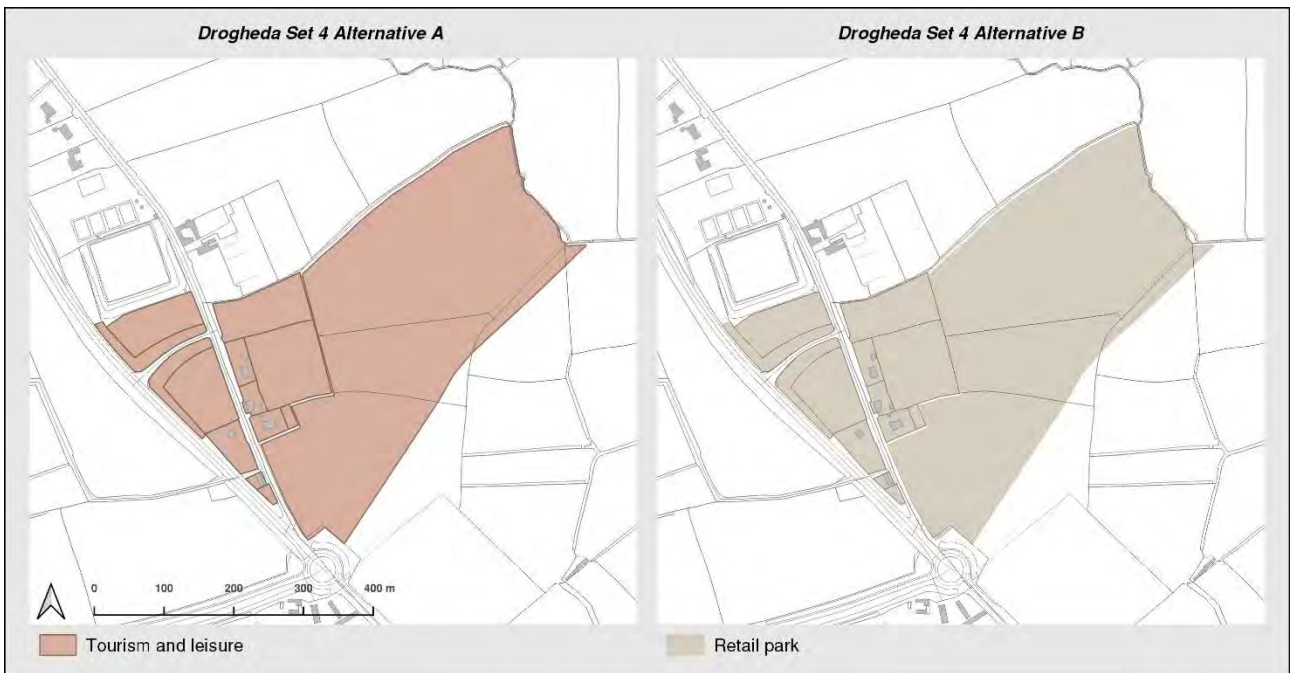 Drogheda Set 4 Alternative A
Drogheda Set 4 Alternative B
0 100 200 300 400 m
Tourism and leisure
Retail park